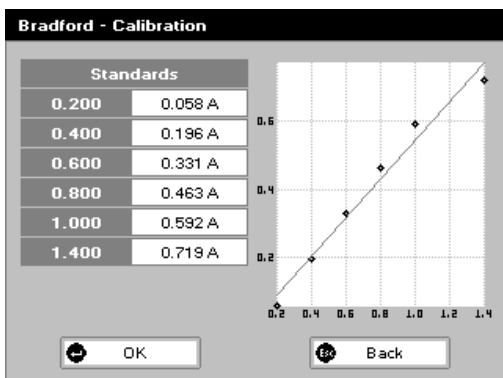 Bradford - Calibration
Standards
0.200 0.058 A
0.400 0.196 A
0.600 0.331 A
0.800 0.463 A
1.000 0.592 A
1.400 0.719 A
0.6
0.4
0.2
0.2 0.4 0.6 0.8 1.0 1.2 1.4
OK
Esc Back